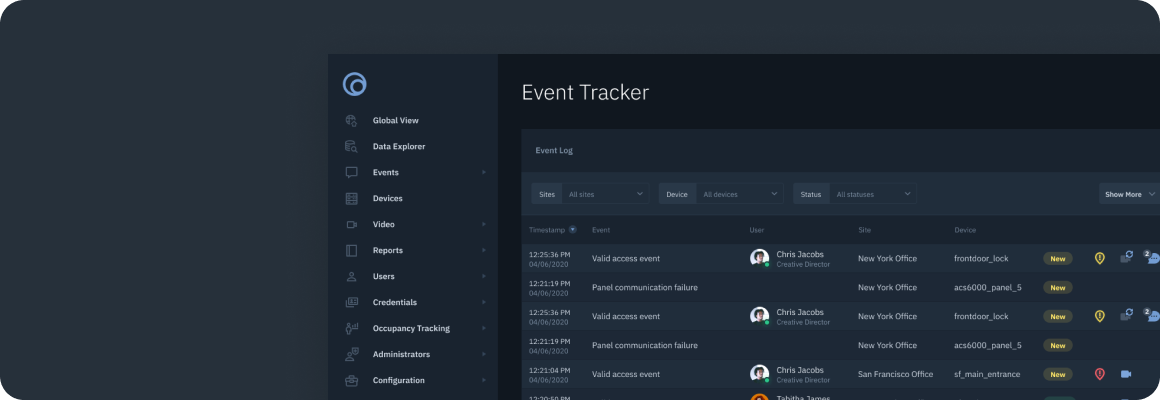 Event Tracker
Global View
Data Explorer
Events
Devices
Video
Reports
Users
Credentials
Occupancy Tracking
Administrators
Configuration
Event Log
Sites All sites Device All devices Status All statuses Show More
Timestamp Event User Site Device
12:25:36 PM
04/06/2020 Valid access event Chris Jacobs
Creative Director New York Office frontdoor_lock New 2
12:21:19 PM
04/06/2020 Panel communication failure New York Office acs6000_panel_5 New
12:25:36 PM
04/06/2020 Valid access event Chris Jacobs
Creative Director New York Office frontdoor_lock New 2
12:21:19 PM
04/06/2020 Panel communication failure New York Office acs6000_panel_5 New
12:21:04 PM
04/06/2020 Valid access event Chris Jacobs
Creative Director San Francisco Office sf_main_entrance New
12:20:50 PM Tabitha James